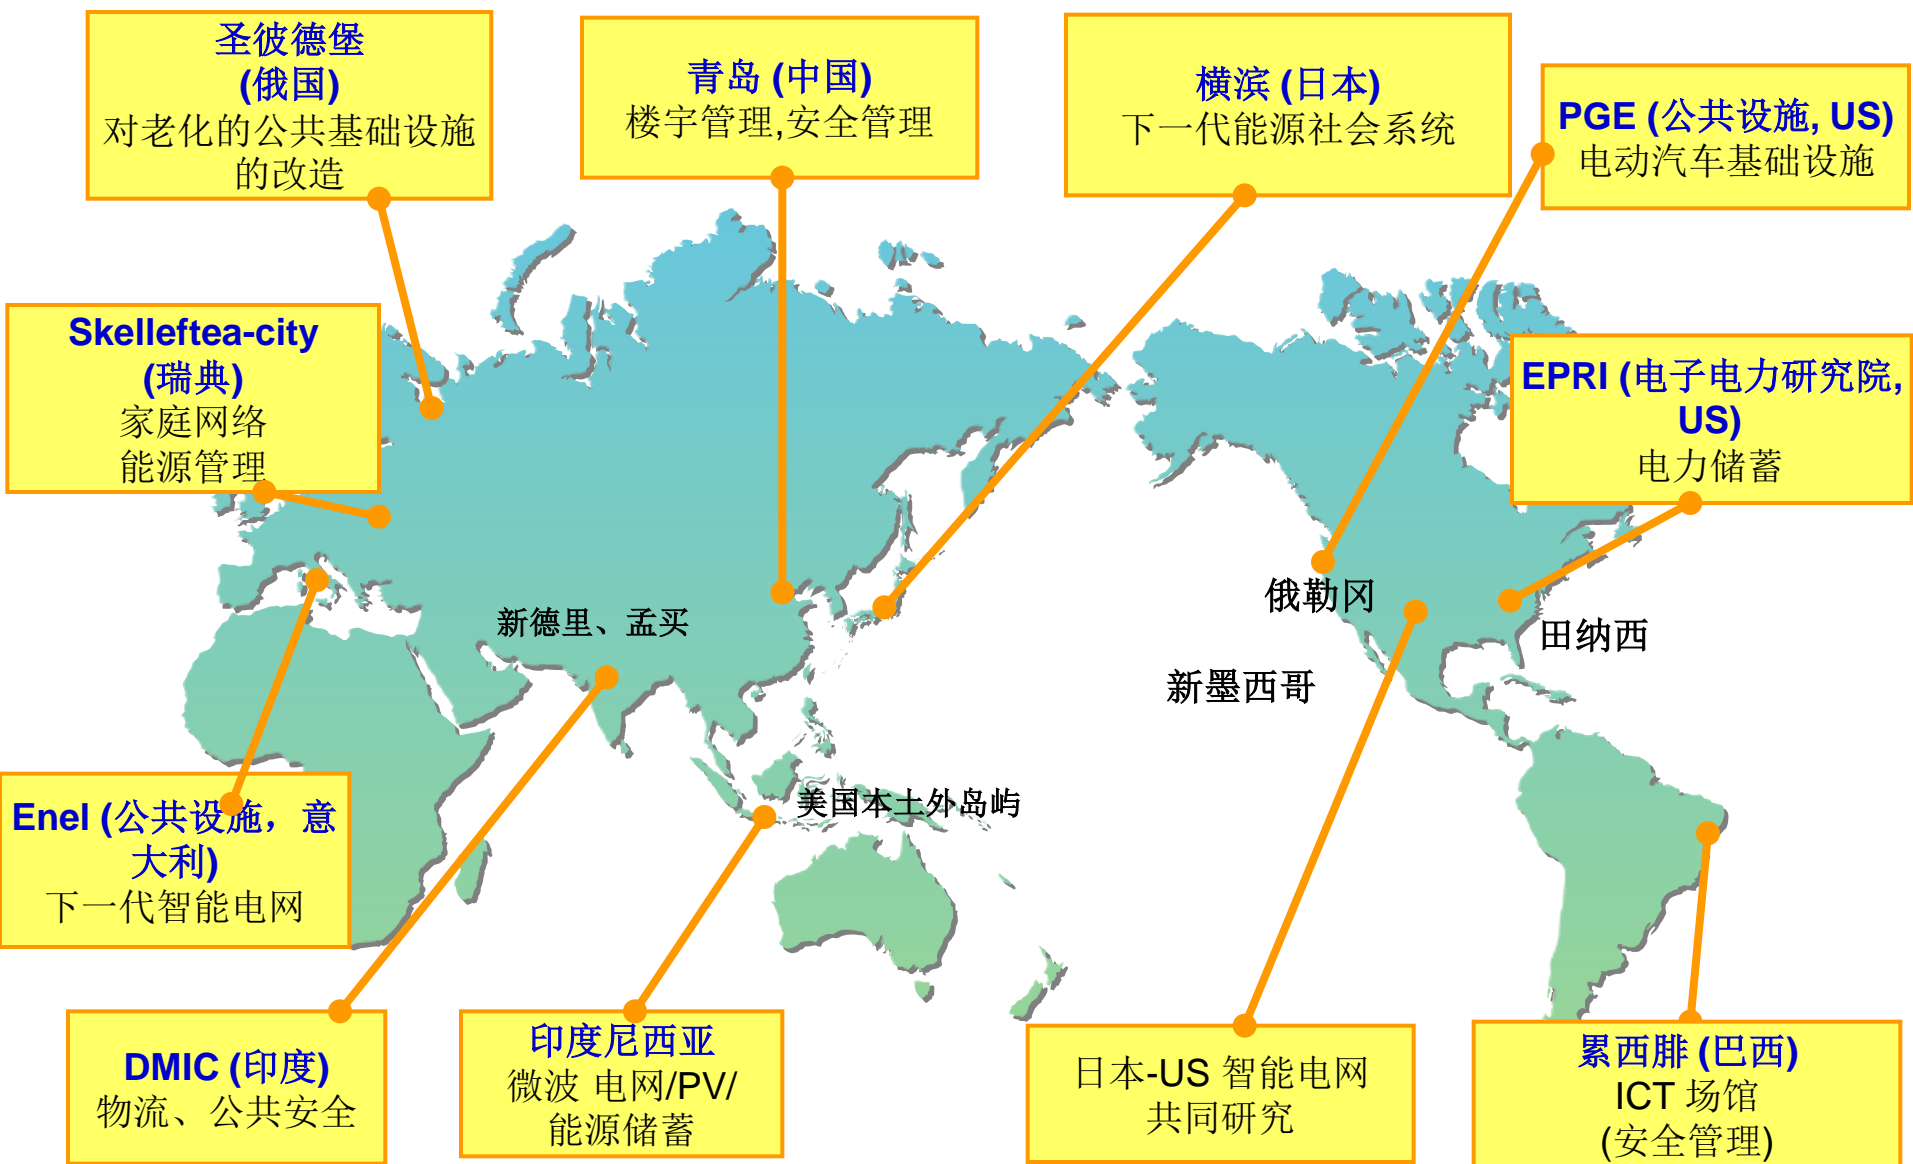 圣彼德堡
(俄国)
对老化的公共基础设施
的改造
青岛 (中国)
楼宇管理,安全管理
横滨 (日本)
下一代能源社会系统
PGE (公共设施, US)
电动汽车基础设施
Skelleftea-city
(瑞典)
家庭网络
能源管理
EPRI (电子电力研究院,
US)
电力储蓄
俄勒冈
新德里、孟买
田纳西
新墨西哥
美国本土外岛屿
Enel (公共设施，意
大利)
下一代智能电网
DMIC (印度)
物流、公共安全
印度尼西亚
微波 电网/PV/
能源储蓄
日本-US 智能电网
共同研究
累西腓 (巴西)
ICT 场馆
(安全管理)